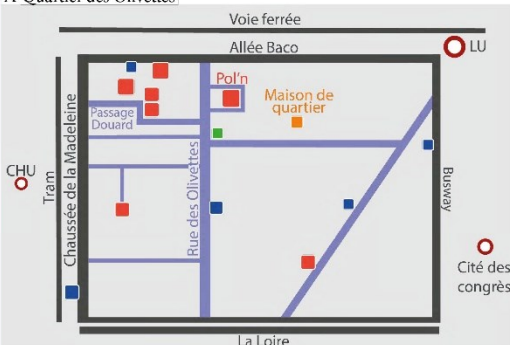 A Quartier des Olivettes
Voie ferrée
Allée Baco
LU
Pol'n
Maison de
quartier
Passage
Douard
Chaussée de la Madeleine
Tram
CHU
Rue des Olivettes
Busway
Cité des
congrès
La Loire